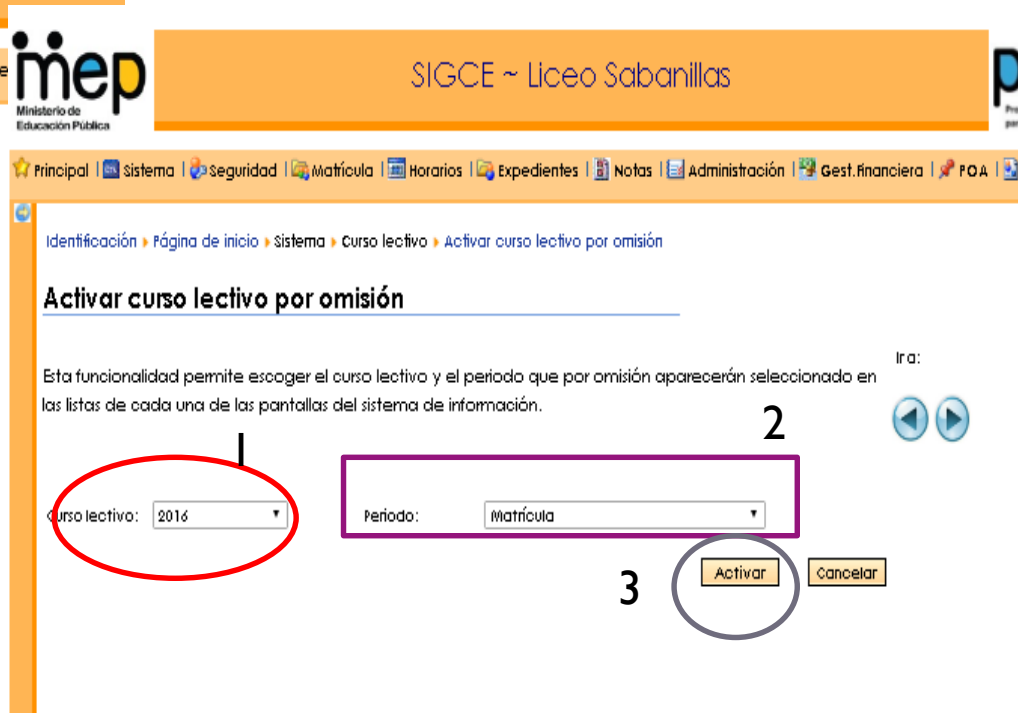 mep
Ministerio de
Educación Pública
SIGCE ~ Liceo Sabanillas
Principal | Sistema | Seguridad | Matrícula | Horarios | Expedientes | Notas | Administración | Gest.Financiera | POA |
Identificación Página de inicio Sistema Curso lectivo Activar curso lectivo por omisión
Activar curso lectivo por omisión
Ir a:
Esta funcionalidad permite escoger el curso lectivo y el periodo que por omisión aparecerán seleccionado en
las listas de cada una de las pantallas del sistema de información.
1
2
Curso lectivo: 2016 Periodo: Matrícula
3
Activar Cancelar